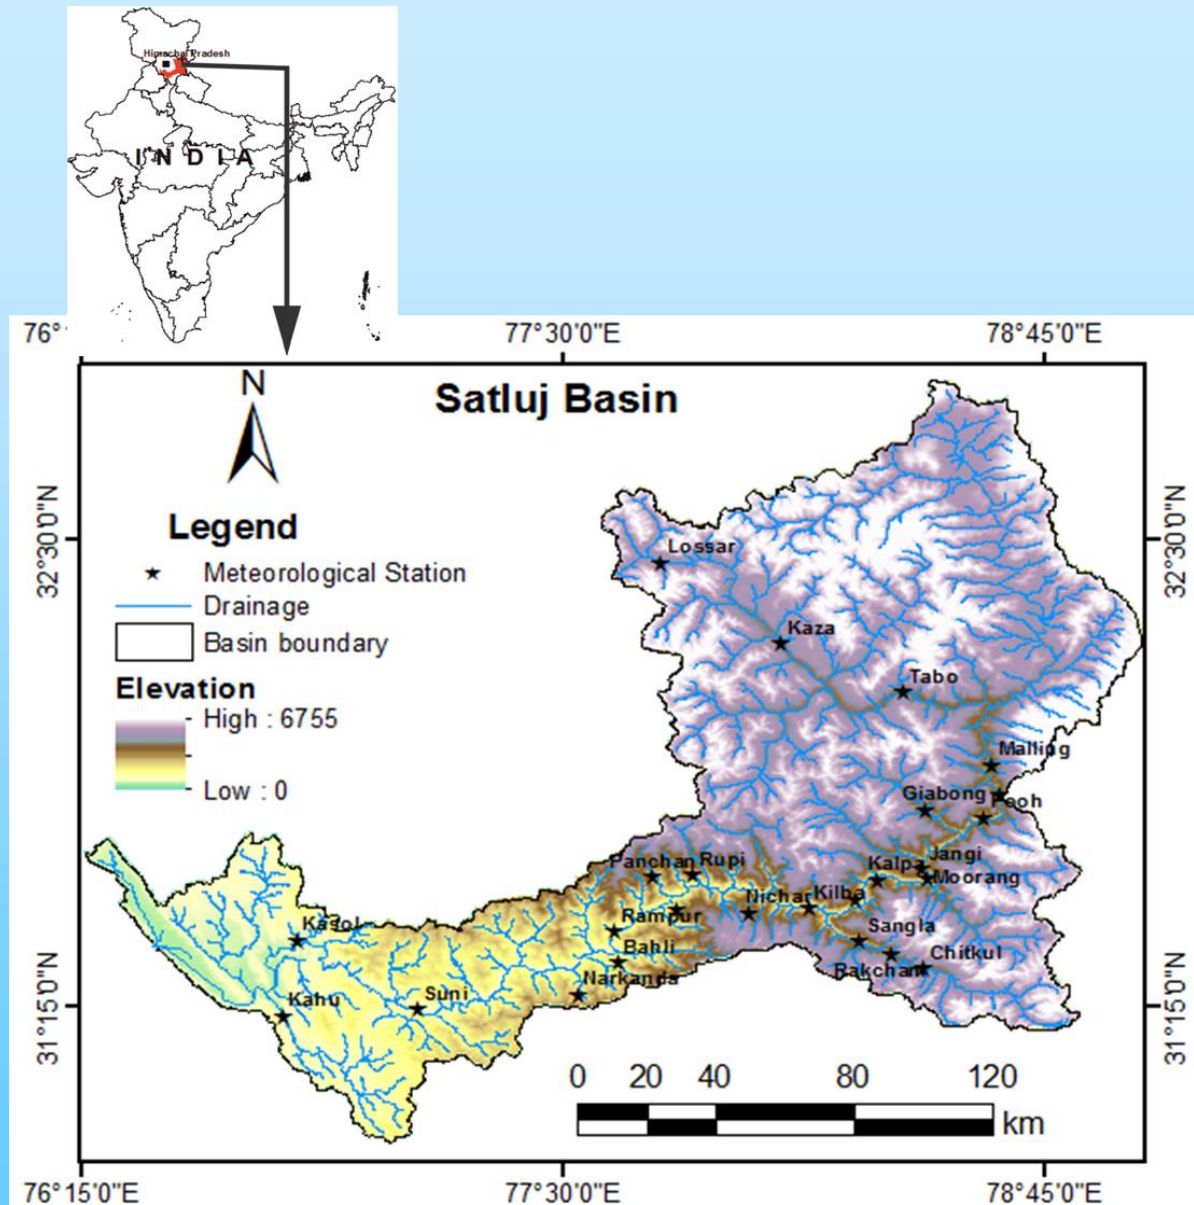 Himachal Pradesh
INDIA
76°
77°30'0"E
78°45'0"E
N
Satluj Basin
32°30'0"N
32°30'0"N
Legend
Meteorological Station
Drainage
Basin boundary
Elevation
High : 6755
Low : 0
Lossar
Kaza
Tabo
Malling
Giabong
Pooh
Jangi
Kalpa
Moorang
Panchan
Rupi
Nichar
Kilba
Rampur
Sangla
Bahli
Chitkul
Rakcham
Narkanda
Kasol
Kahu
Suni
31°15'0"N
31°15'0"N
0 20 40 80 120
km
76°15'0"E
77°30'0"E
78°45'0"E